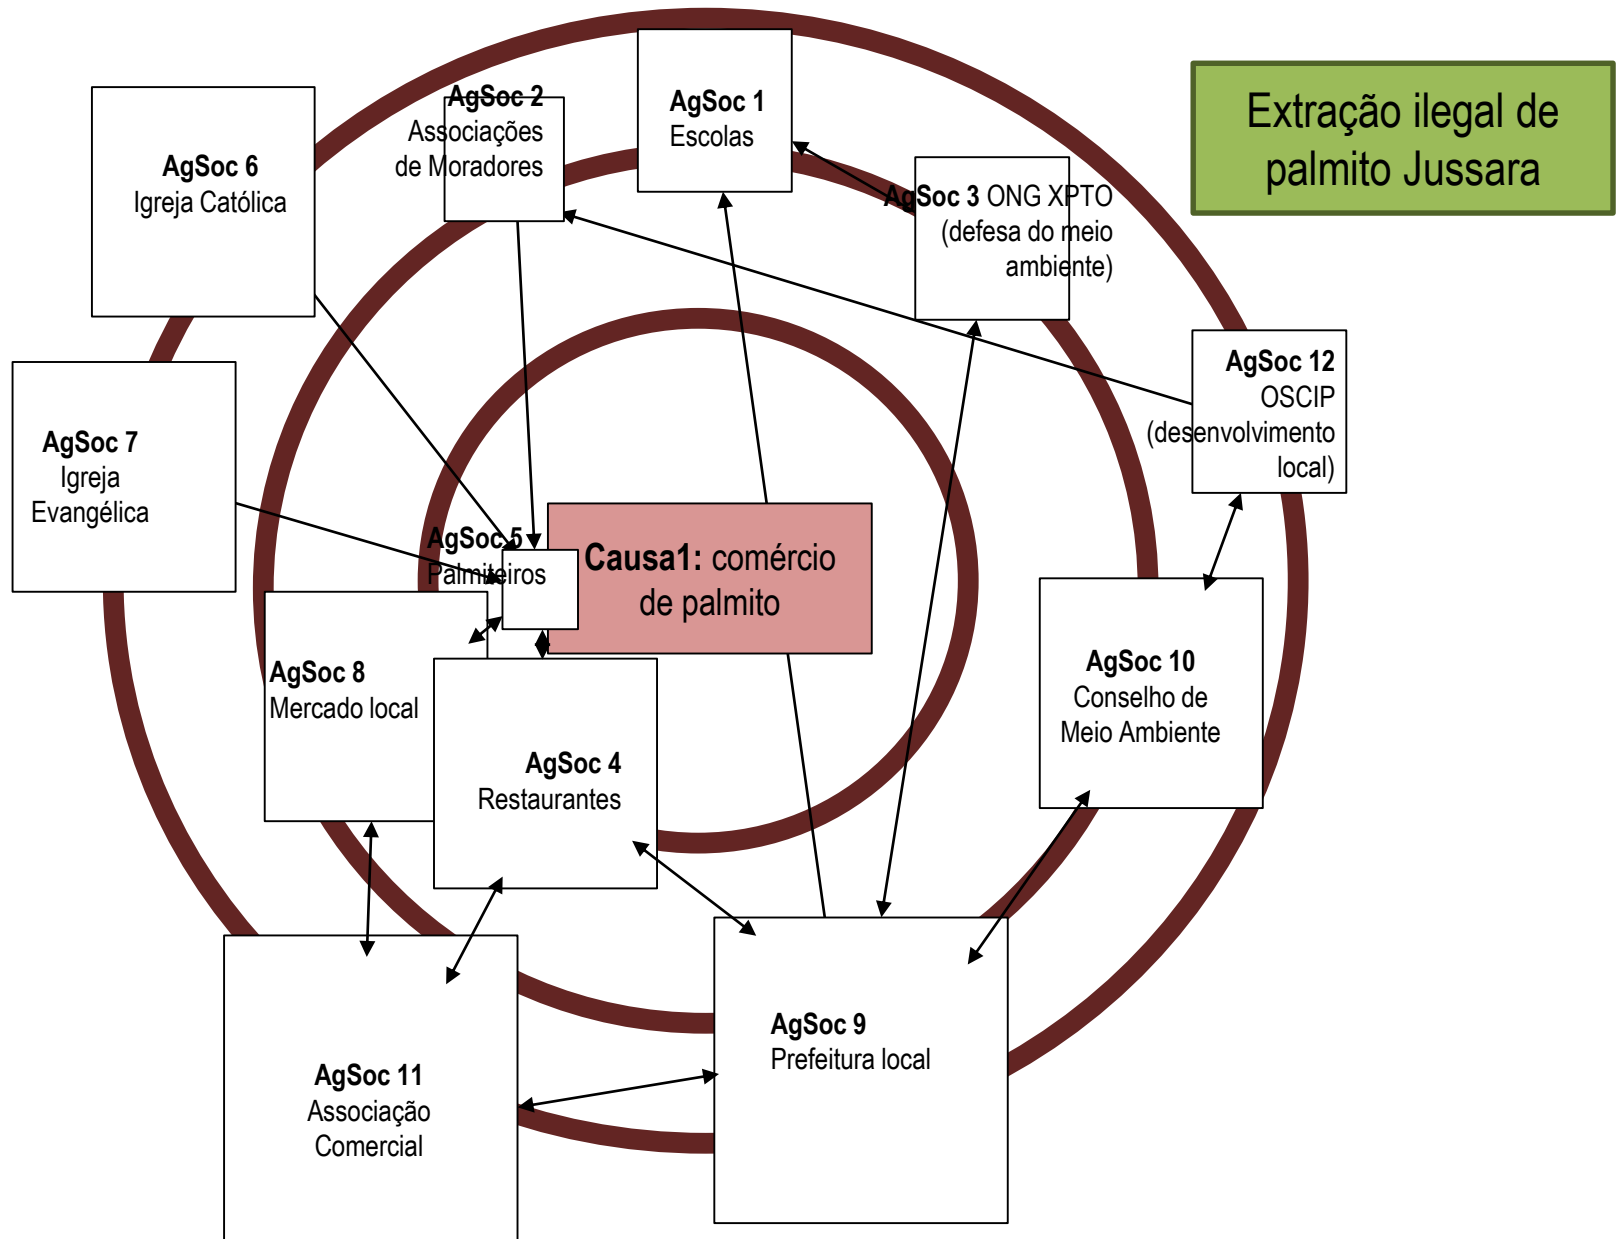 Extração ilegal de
palmito Jussara
AgSoc 1
Escolas
AgSoc 2
Associações
de Moradores
AgSoc 6
Igreja Católica
AgSoc 3 ONG XPTO
(defesa do meio
ambiente)
AgSoc 12
OSCIP
(desenvolvimento
local)
AgSoc 7
Igreja
Evangélica
AgSoc 5
Palmiteiros
Causa1: comércio
de palmito
AgSoc 8
Mercado local
AgSoc 4
Restaurantes
AgSoc 10
Conselho de
Meio Ambiente
AgSoc 9
Prefeitura local
AgSoc 11
Associação
Comercial